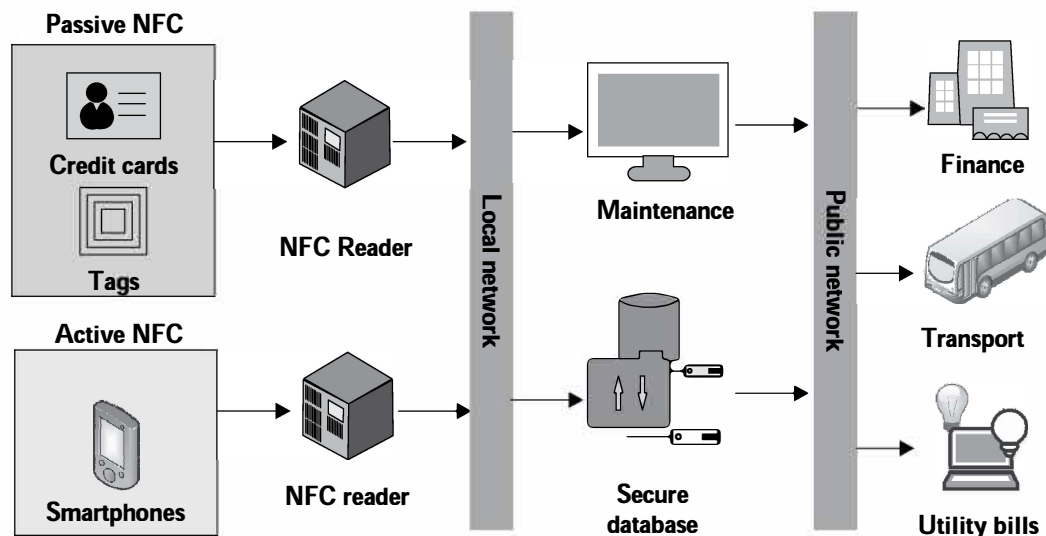 Passive NFC
Credit cards
Tags
NFC Reader
Active NFC
Smartphones
NFC reader
Local network
Maintenance
Secure
database
Public network
Finance
Transport
Utility bills